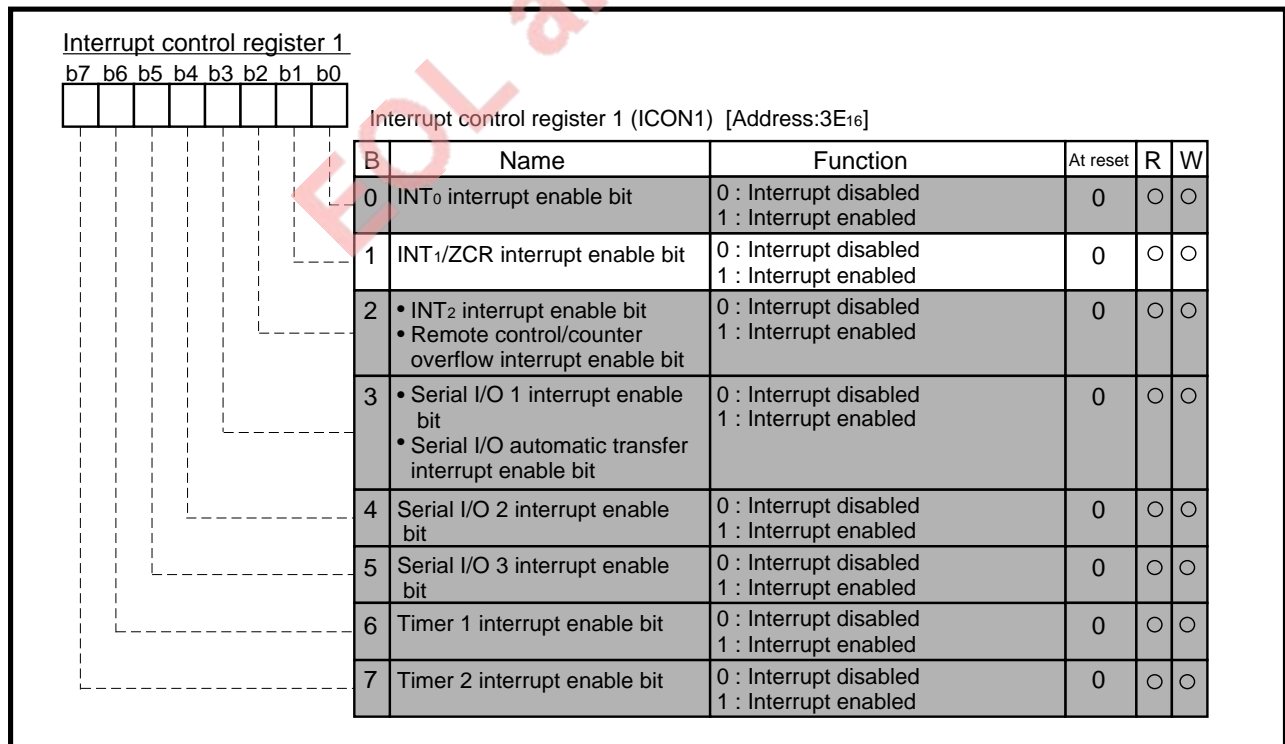 Interrupt control register 1
b7 b6 b5 b4 b3 b2 b1 b0
Interrupt control register 1 (ICON1) [Address:3E16]
B Name Function At reset R W
0 INT0 interrupt enable bit 0 : Interrupt disabled 0 ○ ○
1 : Interrupt enabled
1 INT1/ZCR interrupt enable bit 0 : Interrupt disabled 0 ○ ○
1 : Interrupt enabled
2 • INT2 interrupt enable bit 0 : Interrupt disabled 0 ○ ○
• Remote control/counter 1 : Interrupt enabled
overflow interrupt enable bit
3 • Serial I/O 1 interrupt enable 0 : Interrupt disabled 0 ○ ○
bit 1 : Interrupt enabled
• Serial I/O automatic transfer
interrupt enable bit
4 Serial I/O 2 interrupt enable 0 : Interrupt disabled 0 ○ ○
bit 1 : Interrupt enabled
5 Serial I/O 3 interrupt enable 0 : Interrupt disabled 0 ○ ○
bit 1 : Interrupt enabled
6 Timer 1 interrupt enable bit 0 : Interrupt disabled 0 ○ ○
1 : Interrupt enabled
7 Timer 2 interrupt enable bit 0 : Interrupt disabled 0 ○ ○
1 : Interrupt enabled
EOL